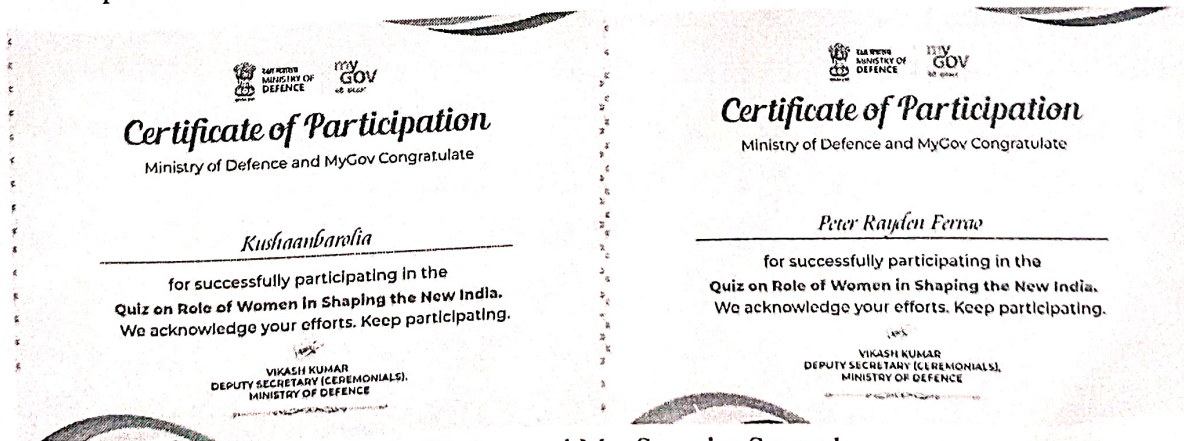 MINISTRY OF
DEFENCE
my
GOV
Certificate of Participation
Ministry of Defence and MyGov Congratulate
Kushaanbarolia
for successfully participating in the
Quiz on Role of Women in Shaping the New India.
We acknowledge your efforts. Keep participating.
VIKASH KUMAR
DEPUTY SECRETARY (CEREMONIALS),
MINISTRY OF DEFENCE
MINISTRY OF
DEFENCE
my
GOV
Certificate of Participation
Ministry of Defence and MyGov Congratulate
Peter Rayden Ferrao
for successfully participating in the
Quiz on Role of Women in Shaping the New India.
We acknowledge your efforts. Keep participating.
VIKASH KUMAR
DEPUTY SECRETARY (CEREMONIALS),
MINISTRY OF DEFENCE